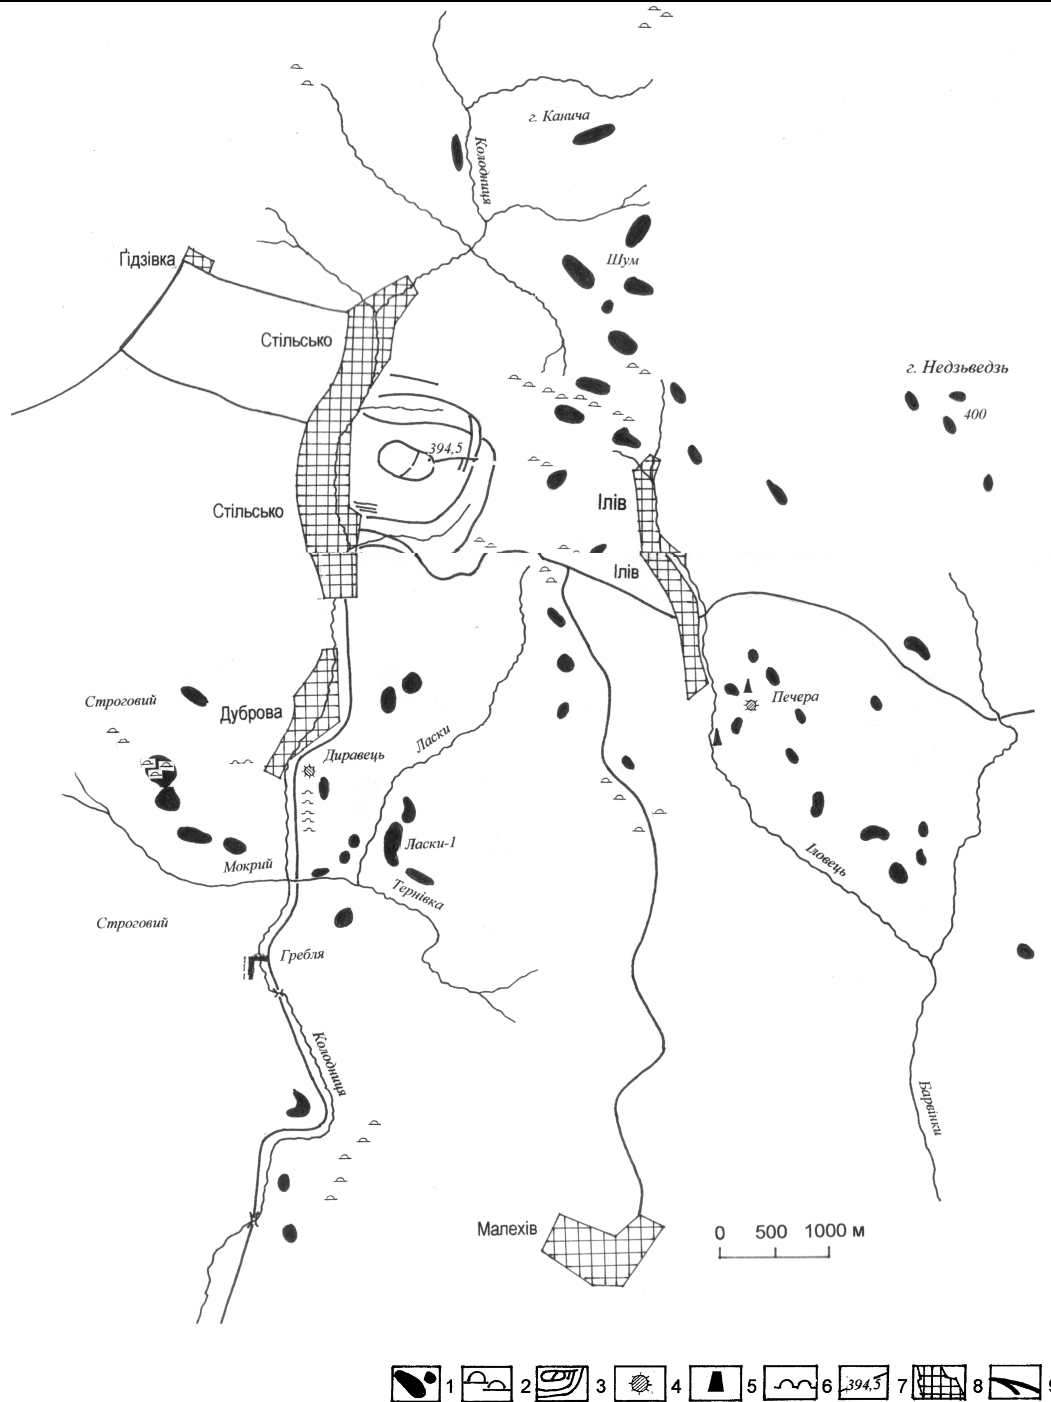 г. Канича
Колодниця
Ґідзівка
Шум
Стільсько
г. Недзьведзь
400
394,5
Стільсько
Ілів
Ілів
Строговий
Дуброва
Печера
Ласки
Диравець
Ласки-1
Іловець
Мокрий
Тернівка
Строговий
Гребля
Колодниця
Барвінки
Малехів
0 500 1000 м
1 2 3 4 5 6 394,5 7 8 9